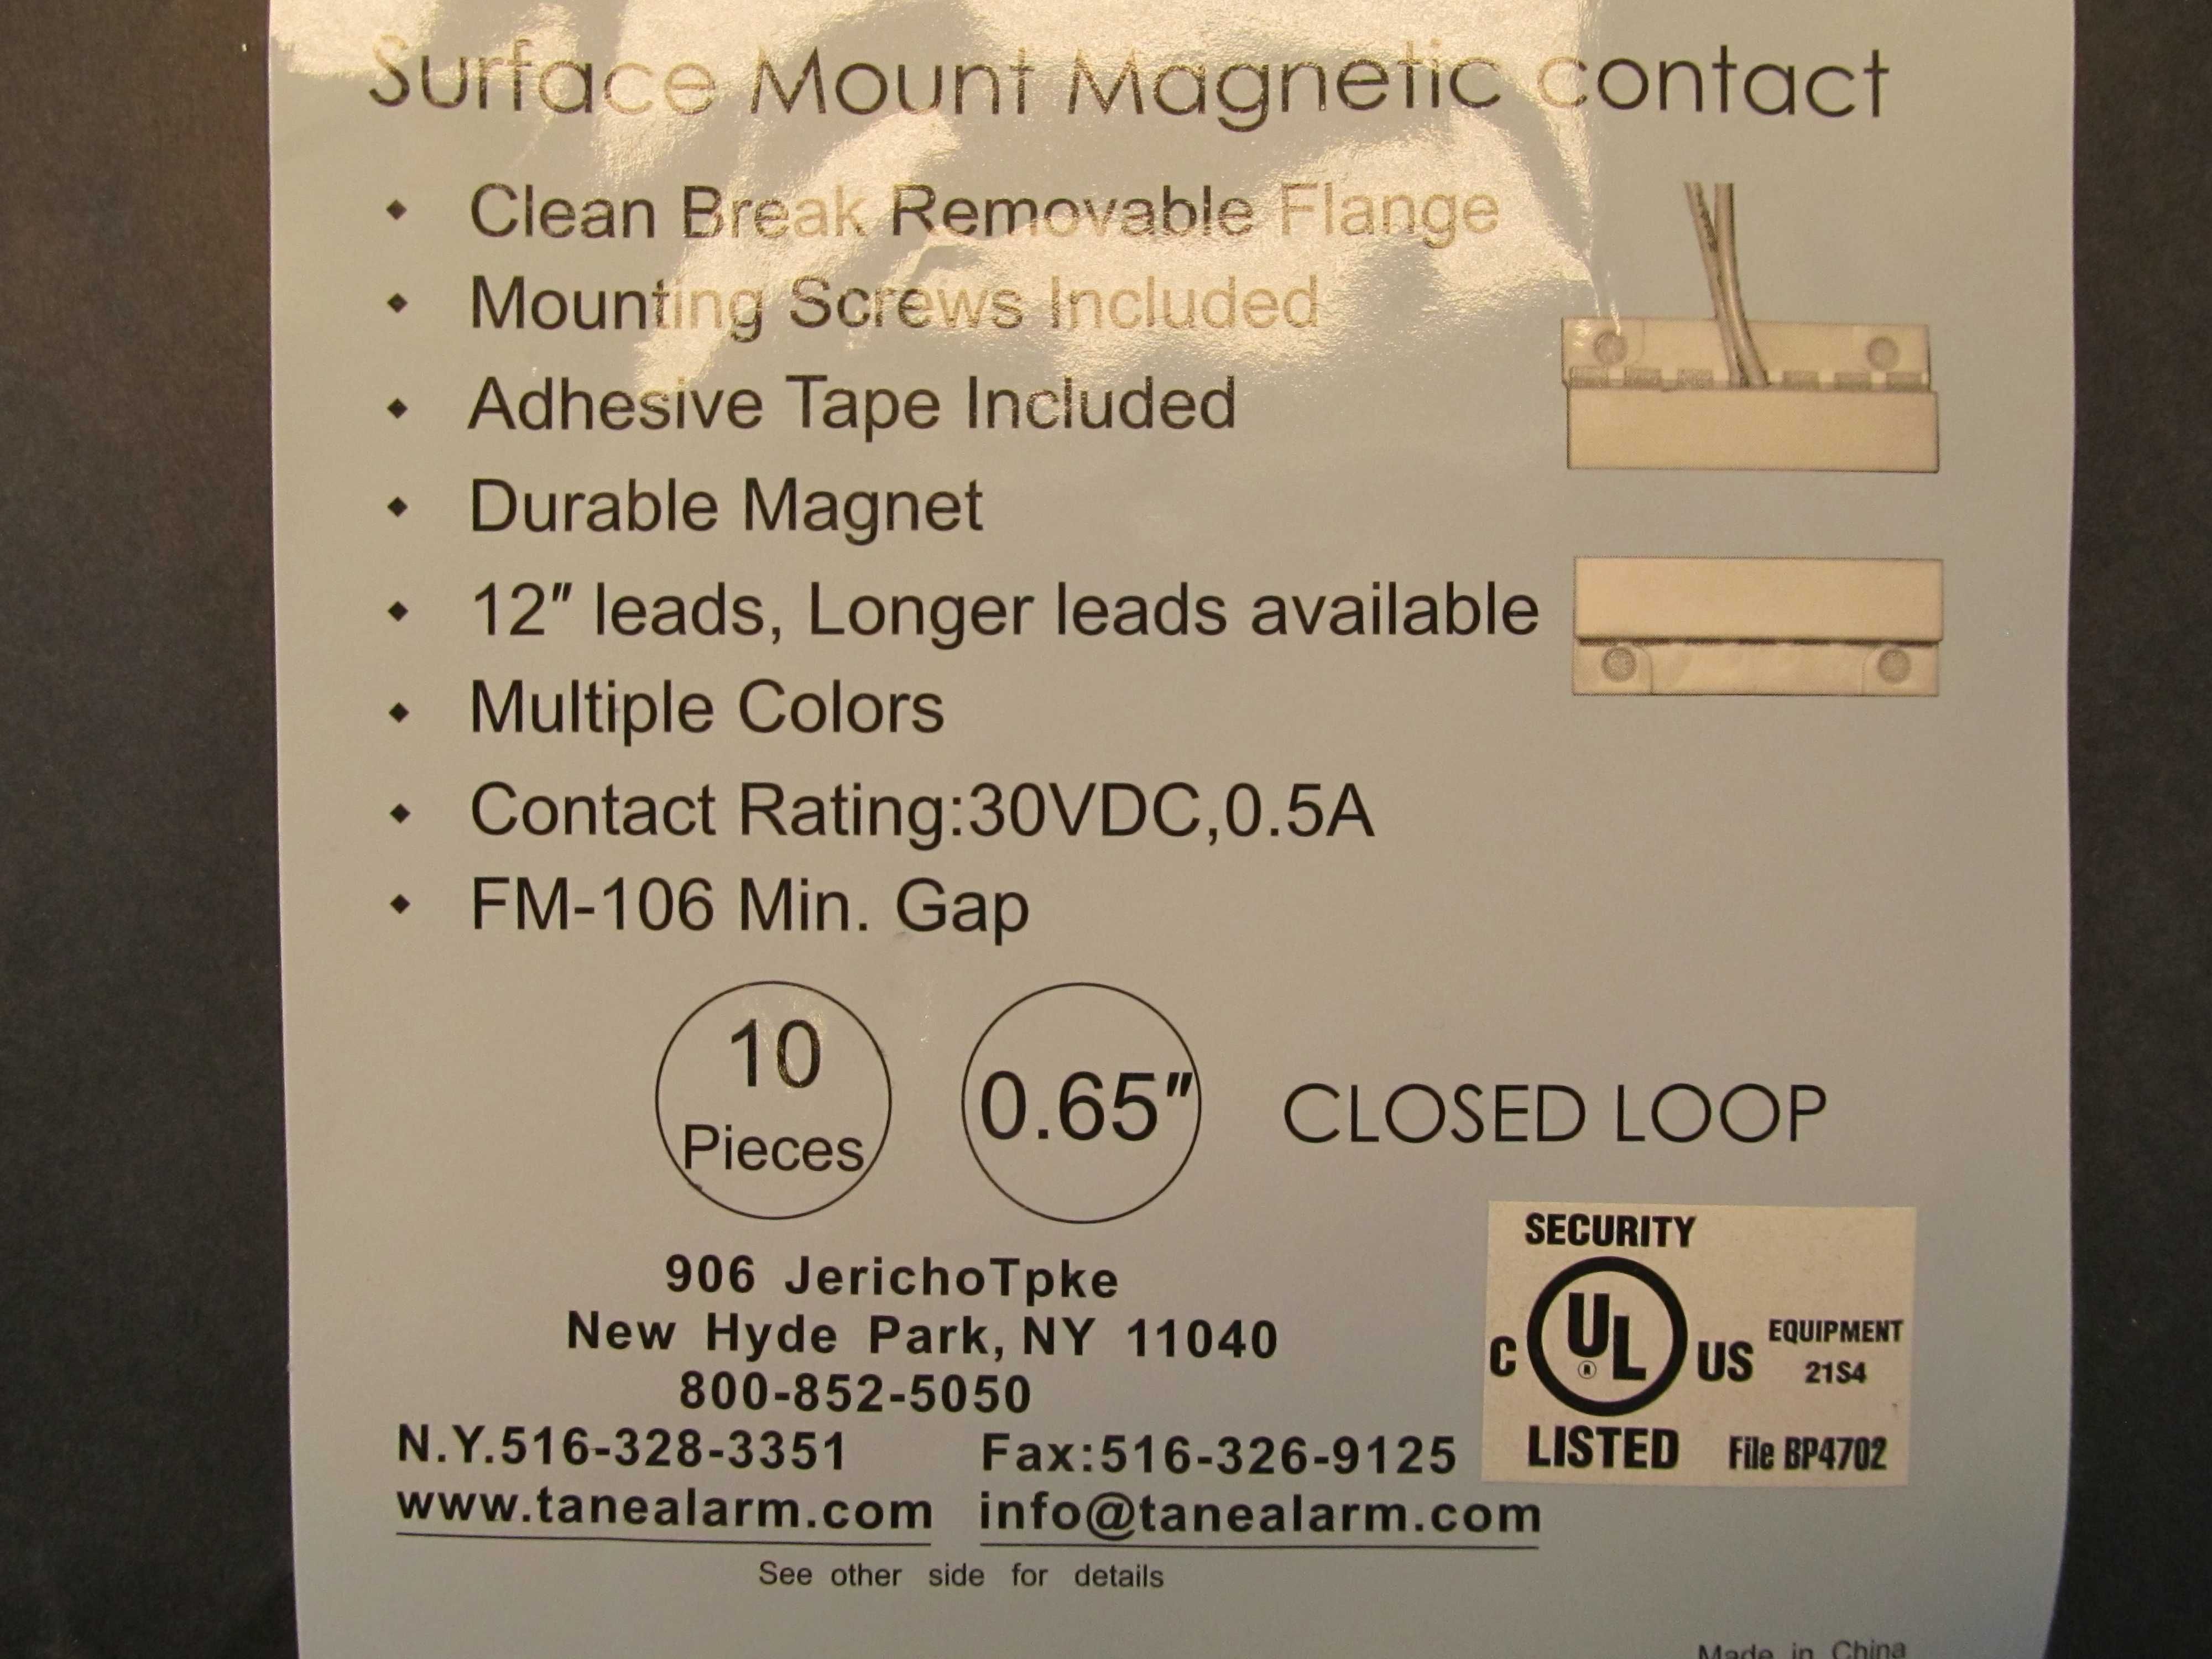 Surface Mount Magnetic contact
Clean Break Removable Flange
Mounting Screws Included
Adhesive Tape Included
Durable Magnet
12″ leads, Longer leads available
Multiple Colors
Contact Rating:30VDC,0.5A
FM-106 Min. Gap
10
Pieces
0.65″
CLOSED LOOP
906 JerichoTpke
New Hyde Park, NY 11040
800-852-5050
N.Y.516-328-3351 Fax:516-326-9125
www.tanealarm.com info@tanealarm.com
See other side for details
SECURITY
C UL ® US EQUIPMENT
21S4
LISTED File BP4702
Made in China